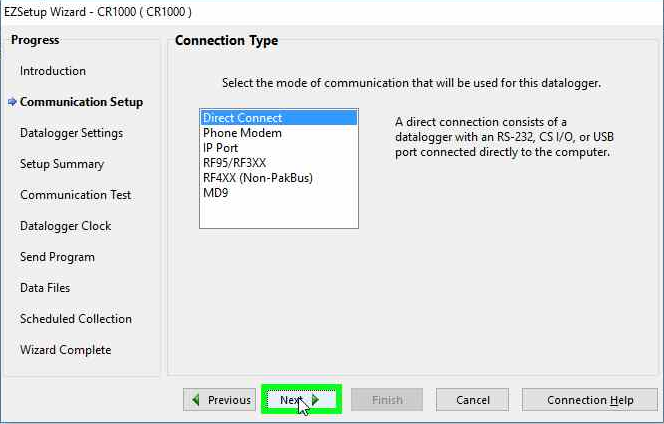 EZSetup Wizard - CR1000 ( CR1000 )
Progress
Introduction
Communication Setup
Datalogger Settings
Setup Summary
Communication Test
Datalogger Clock
Send Program
Data Files
Scheduled Collection
Wizard Complete
Connection Type
Select the mode of communication that will be used for this datalogger.
Direct Connect
Phone Modem
IP Port
RF95/RF3XX
RF4XX (Non-PakBus)
MD9
A direct connection consists of a
datalogger with an RS-232, CS I/O, or USB
port connected directly to the computer.
Previous
Next
Finish
Cancel
Connection Help